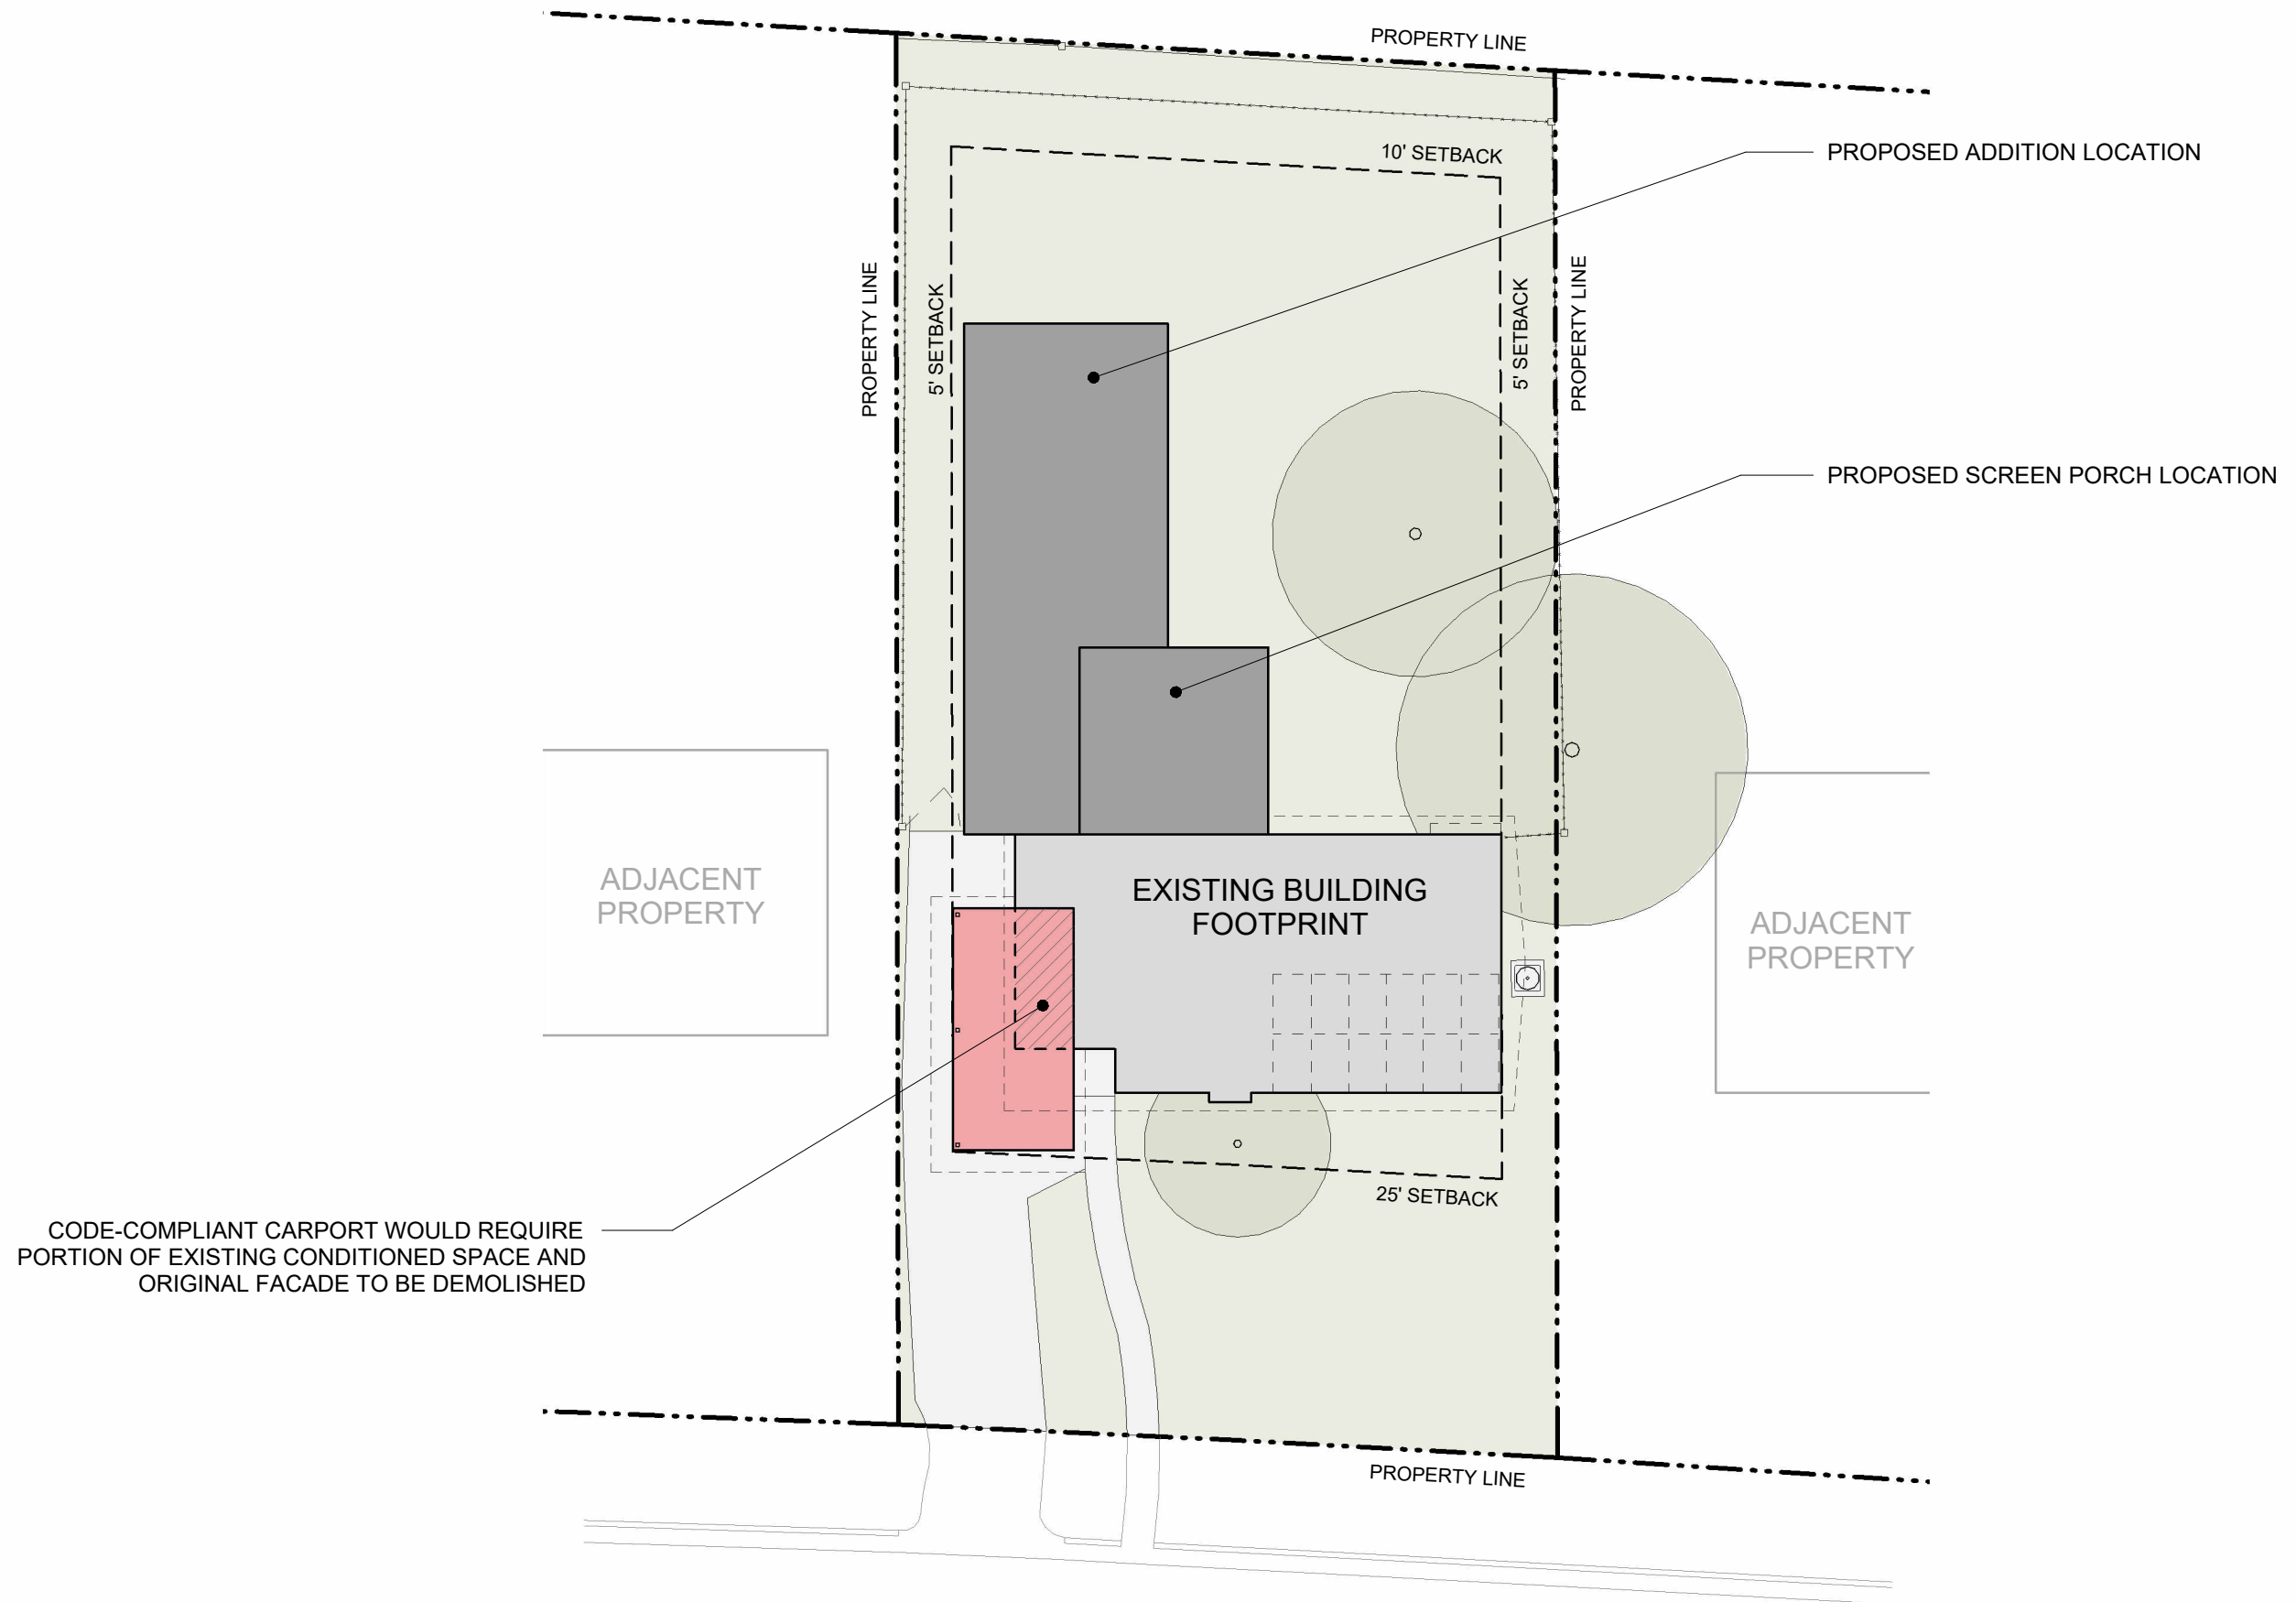 PROPERTY LINE
10' SETBACK
PROPOSED ADDITION LOCATION
PROPERTY LINE
5' SETBACK
5' SETBACK
PROPERTY LINE
PROPOSED SCREEN PORCH LOCATION
ADJACENT
PROPERTY
EXISTING BUILDING
FOOTPRINT
ADJACENT
PROPERTY
25' SETBACK
CODE-COMPLIANT CARPORT WOULD REQUIRE
PORTION OF EXISTING CONDITIONED SPACE AND
ORIGINAL FACADE TO BE DEMOLISHED
PROPERTY LINE